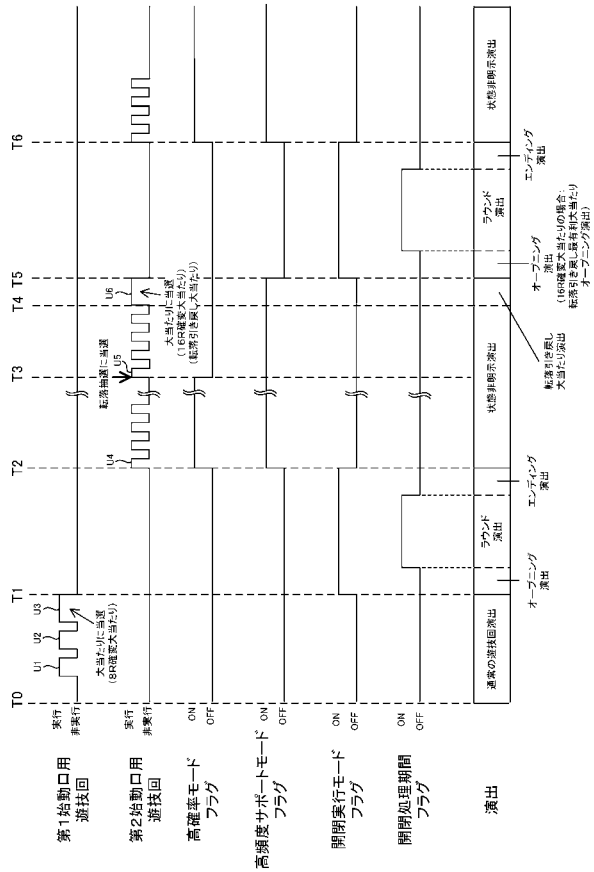 T0
T1
T2
T3
T4
T5
T6
第1始動口用
遊技回
実行
非実行
U1
U2
U3
大当たりに当選
(8R確変大当たり)
第2始動口用
遊技回
実行
非実行
U4
転落抽選に当選
U5
U6
大当たりに当選
(16R確変大当たり)
(転落引き戻し大当たり)
高確率モード
フラグ
ON
OFF
高頻度サポートモード
フラグ
ON
OFF
開閉実行モード
フラグ
ON
OFF
開閉処理期間
フラグ
ON
OFF
演出
通常の遊技回演出
オープニング
演出
ラウンド
演出
エンディング
演出
状態非明示演出
転落引き戻し
大当たり演出
オープニング
演出
(16R確変大当たりの場合:
転落引き戻し最有利大当たり
オープニング演出)
ラウンド
演出
エンディング
演出
状態非明示演出